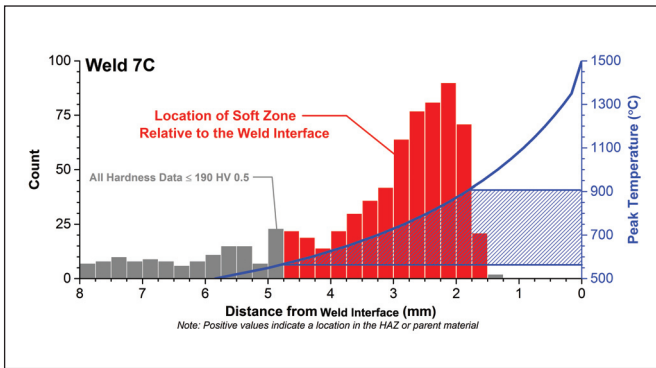 Weld 7C
100
75
50
25
0
Count
Location of Soft Zone
Relative to the Weld Interface
All Hardness Data ≤ 190 HV 0.5
1500
1300
1100
900
700
500
Peak Temperature (°C)
8 7 6 5 4 3 2 1 0
Distance from Weld Interface (mm)
Note: Positive values indicate a location in the HAZ or parent material